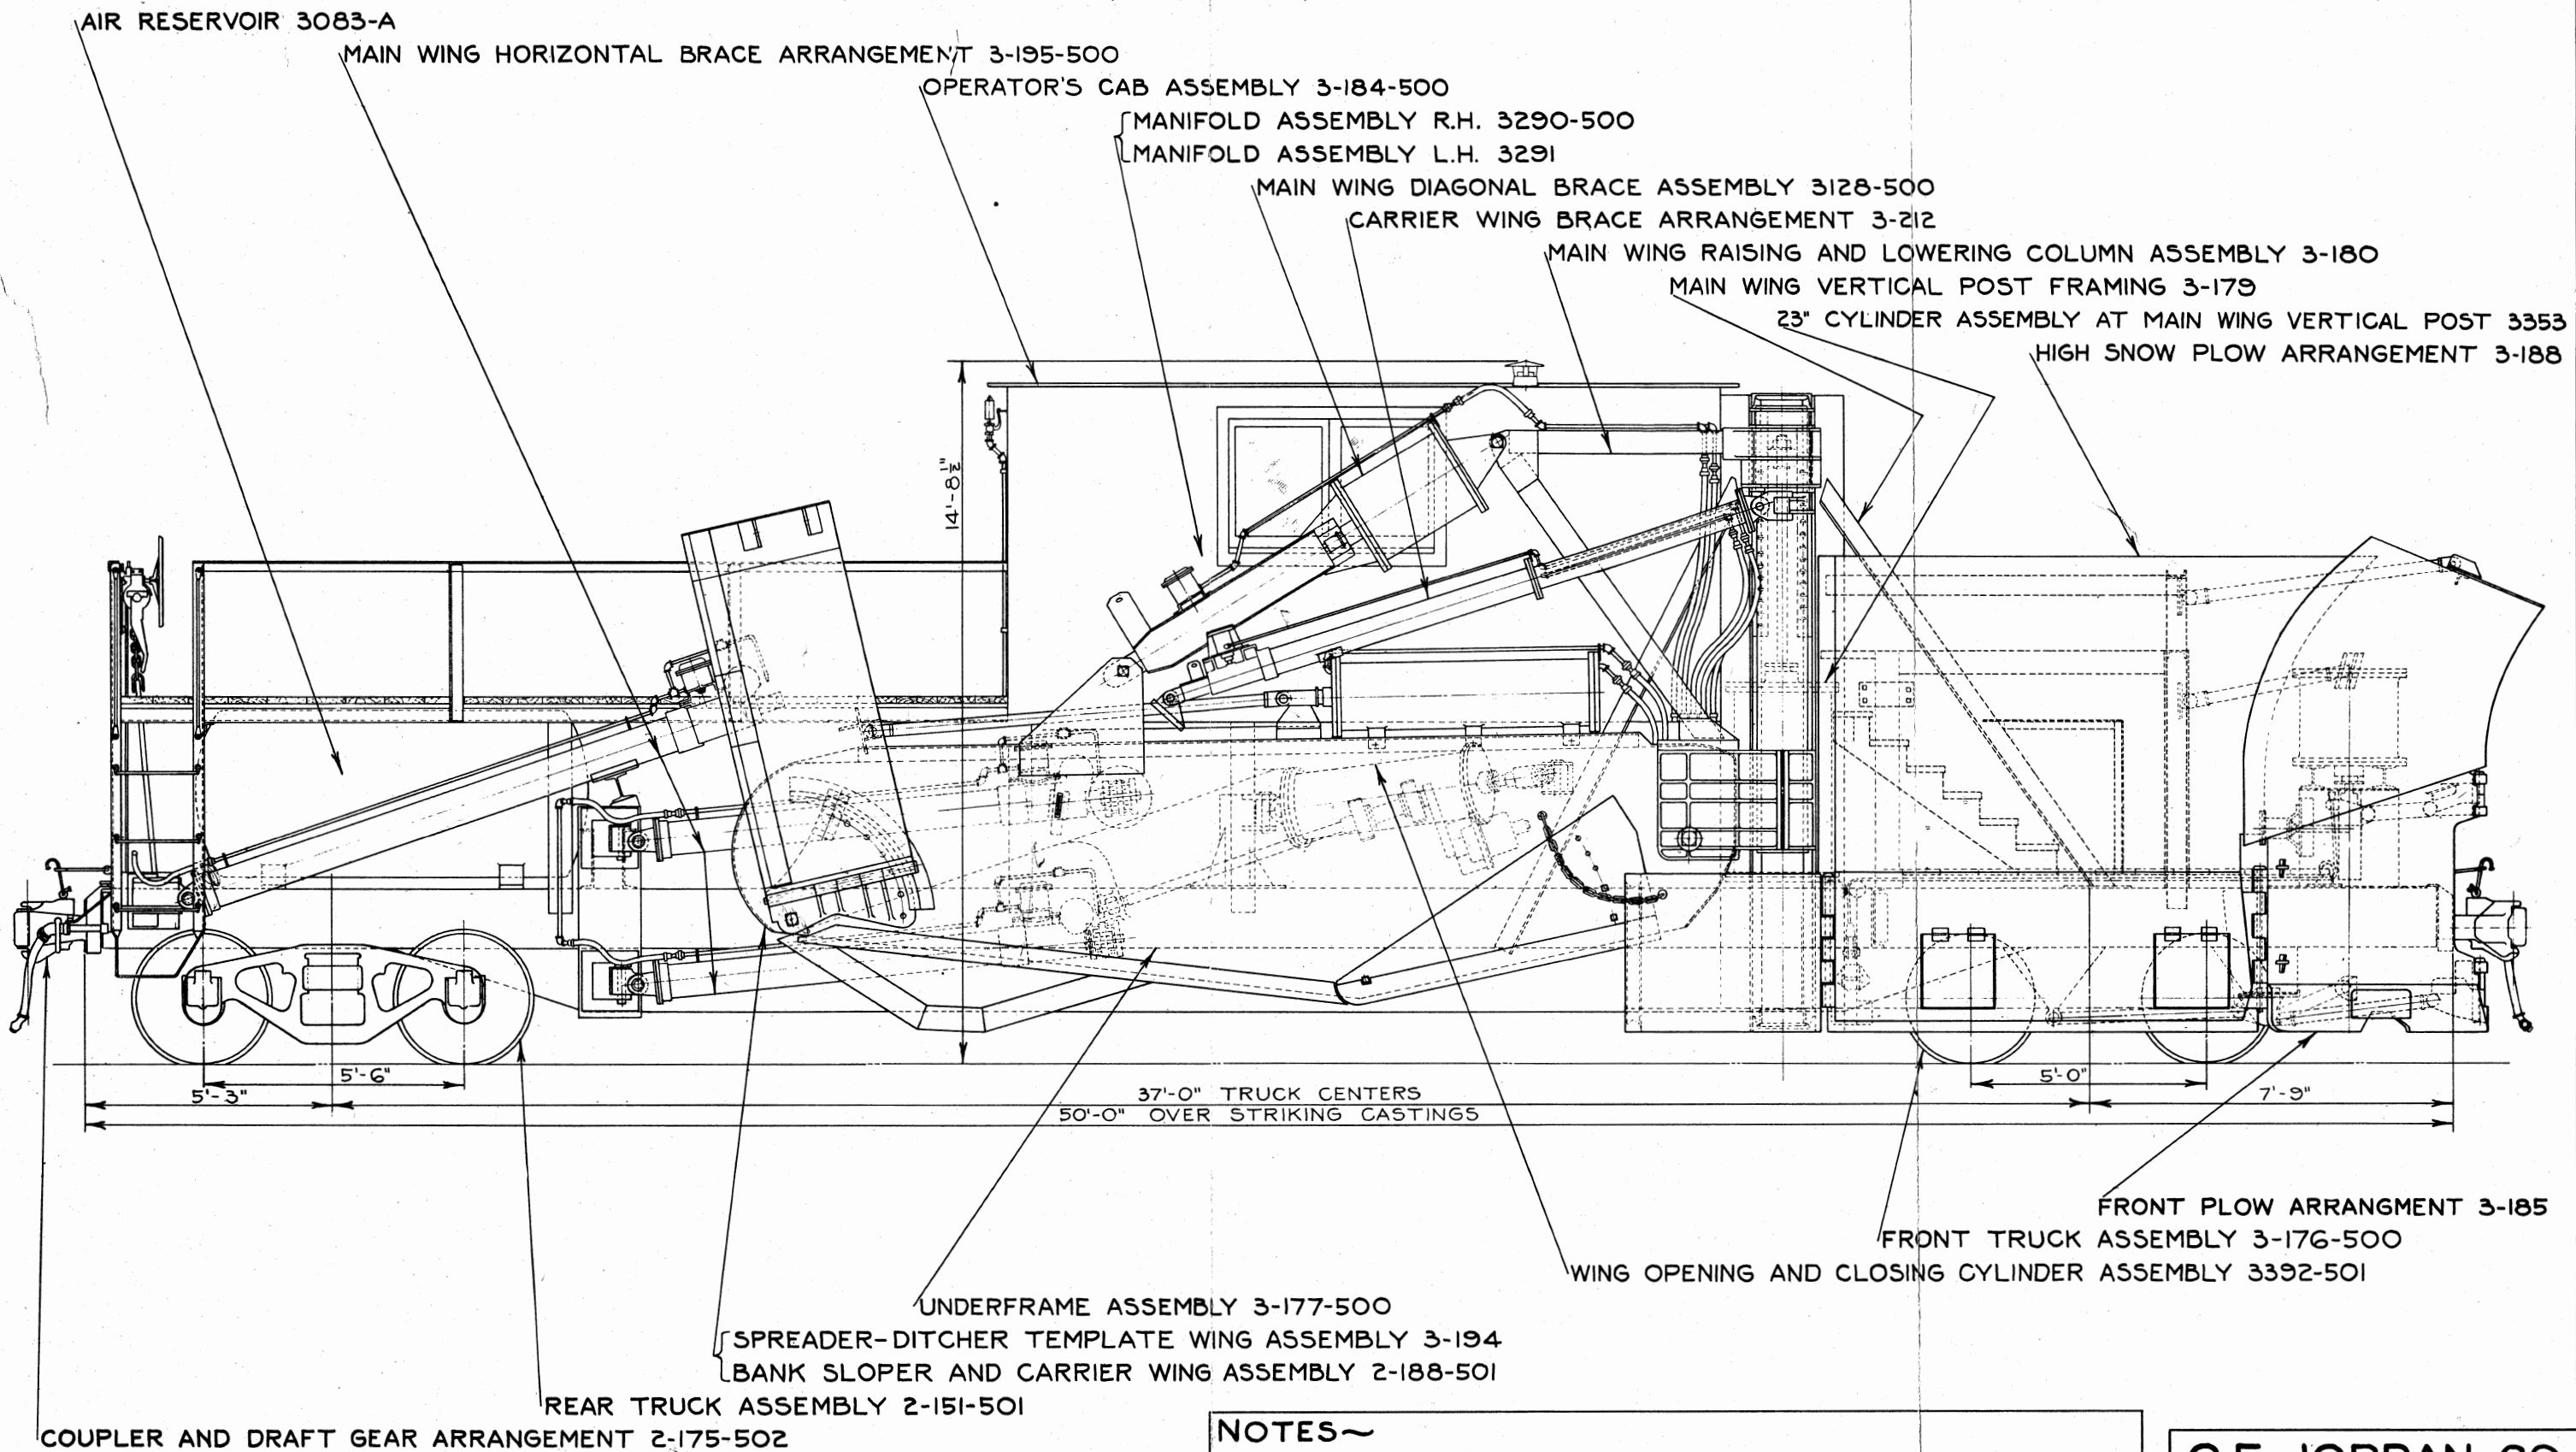 AIR RESERVOIR 3083-A
MAIN WING HORIZONTAL BRACE ARRANGEMENT 3-195-500
OPERATOR'S CAB ASSEMBLY 3-184-500
MANIFOLD ASSEMBLY R.H. 3290-500
MANIFOLD ASSEMBLY L.H. 3291
MAIN WING DIAGONAL BRACE ASSEMBLY 3128-500
CARRIER WING BRACE ARRANGEMENT 3-212
MAIN WING RAISING AND LOWERING COLUMN ASSEMBLY 3-180
MAIN WING VERTICAL POST FRAMING 3-179
23" CYLINDER ASSEMBLY AT MAIN WING VERTICAL POST 3353
HIGH SNOW PLOW ARRANGEMENT 3-188
14'-8½"
5'-6"
5'-0"
5'-3"
37'-0" TRUCK CENTERS
7'-9"
50'-0" OVER STRIKING CASTINGS
FRONT PLOW ARRANGMENT 3-185
FRONT TRUCK ASSEMBLY 3-176-500
WING OPENING AND CLOSING CYLINDER ASSEMBLY 3392-501
UNDERFRAME ASSEMBLY 3-177-500
SPREADER-DITCHER TEMPLATE WING ASSEMBLY 3-194
BANK SLOPER AND CARRIER WING ASSEMBLY 2-188-501
REAR TRUCK ASSEMBLY 2-151-501
COUPLER AND DRAFT GEAR ARRANGEMENT 2-175-502
NOTES~